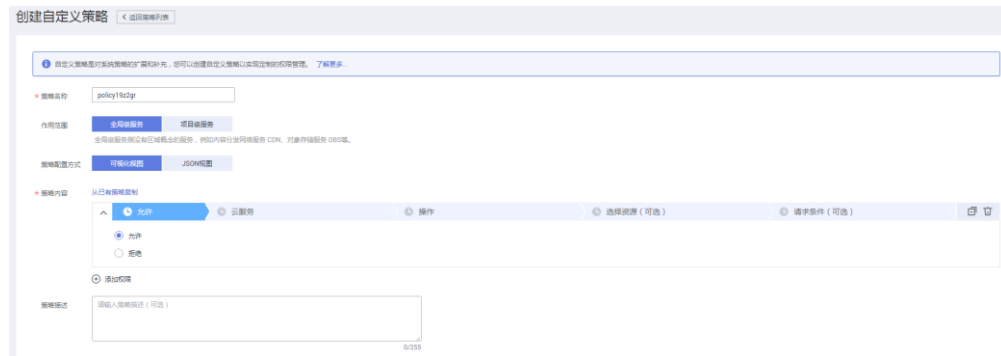 创建自定义策略 < 返回策略列表
自定义策略是对系统策略的扩展和补充，您可以创建自定义策略以实现定制的权限管理。 了解更多...
* 策略名称 policy19z2gr
作用范围 全局级服务 项目级服务
全局级服务指没有区域概念的服务，例如内容分发网络服务 CDN、对象存储服务 OBS等。
策略配置方式 可视化视图 JSON视图
* 策略内容 从已有策略复制
允许 云服务 操作 选择资源（可选） 请求条件（可选）
允许
拒绝
添加权限
策略描述 请输入策略描述（可选）
0/255